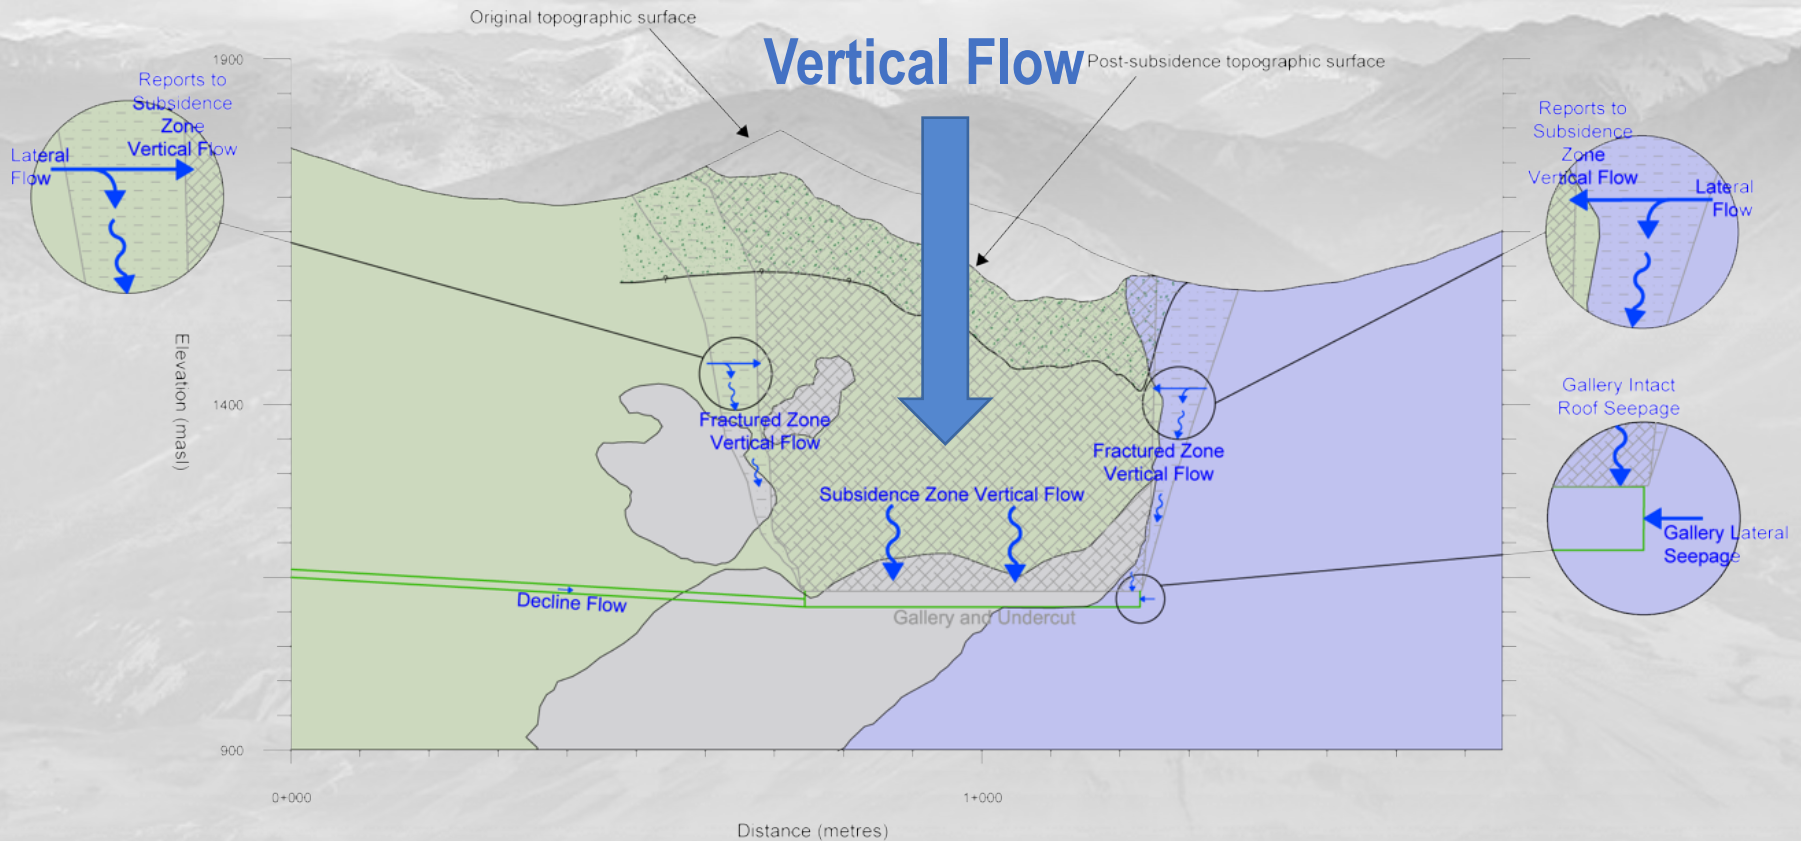 Original topographic surface
Vertical Flow
Post-subsidence topographic surface
1900
Reports to
Subsidence
Zone
Vertical Flow
Lateral
Flow
Reports to
Subsidence
Zone
Vertical Flow
Lateral
Flow
Elevation (masl)
?
?
?
1400
Gallery Intact
Roof Seepage
Fractured Zone
Vertical Flow
Fractured Zone
Vertical Flow
Subsidence Zone Vertical Flow
Gallery Lateral
Seepage
Decline Flow
Gallery and Undercut
900
0+000
1+000
Distance (metres)